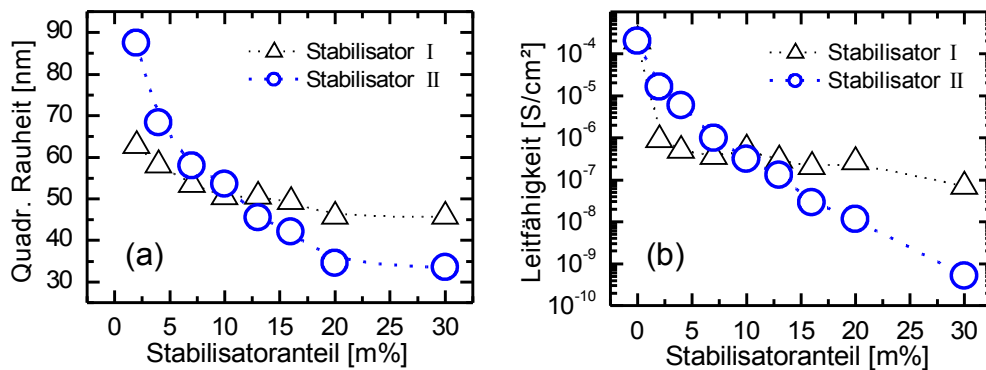 Quadr. Rauheit [nm]
90
80
70
60
50
40
30
Stabilisator I
Stabilisator II
(a)
0 5 10 15 20 25 30
Stabilisatoranteil [m%]
Leitfähigkeit [S/cm²]
10⁻⁴
10⁻⁵
10⁻⁶
10⁻⁷
10⁻⁸
10⁻⁹
10⁻¹⁰
Stabilisator I
Stabilisator II
(b)
0 5 10 15 20 25 30
Stabilisatoranteil [m%]